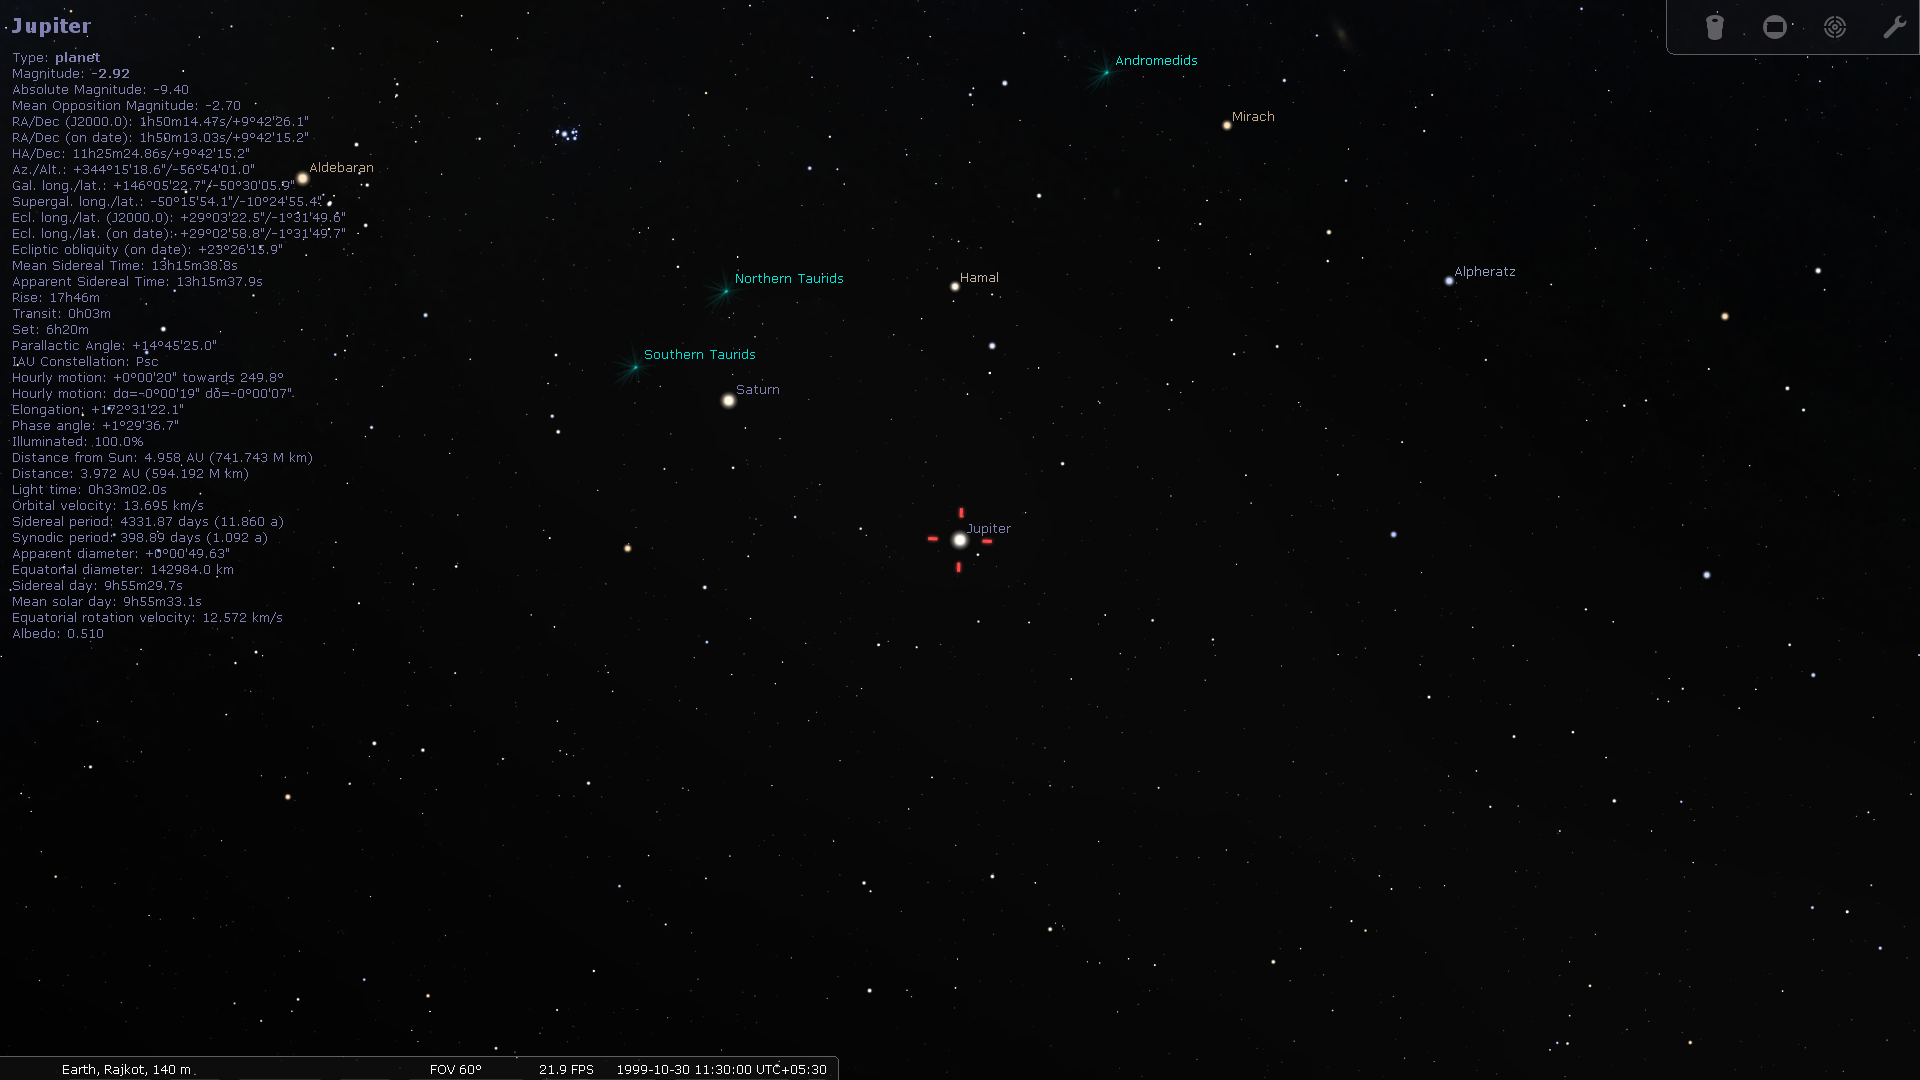 Jupiter
Type: planet
Magnitude: -2.92
Absolute Magnitude: -9.40
Mean Opposition Magnitude: -2.70
RA/Dec (J2000.0): 1h50m14.47s/+9°42'26.1"
RA/Dec (on date): 1h50m13.03s/+9°42'15.2"
HA/Dec: 11h25m24.86s/+9°42'15.2"
Az./Alt.: +344°15'18.6"/-56°54'01.0"
Gal. long./lat.: +146°05'22.7"/-50°30'05.9"
Supergal. long./lat.: -50°15'54.1"/-10°24'55.4"
Ecl. long./lat. (J2000.0): +29°03'22.5"/-1°31'49.6"
Ecl. long./lat. (on date): +29°02'58.8"/-1°31'49.7"
Ecliptic obliquity (on date): +23°26'15.9"
Mean Sidereal Time: 13h15m38.8s
Apparent Sidereal Time: 13h15m37.9s
Rise: 17h46m
Transit: 0h03m
Set: 6h20m
Parallactic Angle: +14°45'25.0"
IAU Constellation: Psc
Hourly motion: +0°00'20" towards 249.8°
Hourly motion: dα=-0°00'19" dδ=-0°00'07"
Elongation: +172°31'22.1"
Phase angle: +1°29'36.7"
Illuminated: 100.0%
Distance from Sun: 4.958 AU (741.743 M km)
Distance: 3.972 AU (594.192 M km)
Light time: 0h33m02.0s
Orbital velocity: 13.695 km/s
Sidereal period: 4331.87 days (11.860 a)
Synodic period: 398.89 days (1.092 a)
Apparent diameter: +0°00'49.63"
Equatorial diameter: 142984.0 km
Sidereal day: 9h55m29.7s
Mean solar day: 9h55m33.1s
Equatorial rotation velocity: 12.572 km/s
Albedo: 0.510
Andromedids
Mirach
Aldebaran
Northern Taurids
Hamal
Alpheratz
Southern Taurids
Saturn
Jupiter
Earth, Rajkot, 140 m
FOV 60°
21.9 FPS
1999-10-30 11:30:00 UTC+05:30